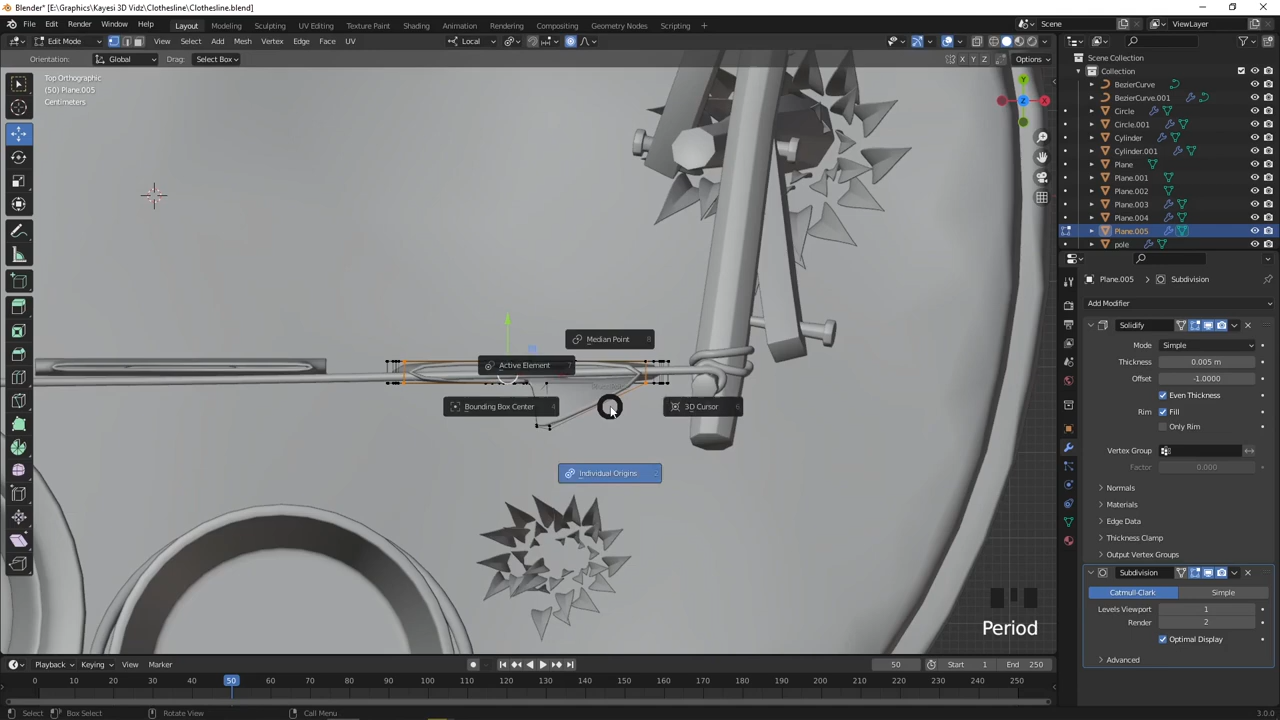 Blender* [E:\Graphics\Kayesi 3D Vidz\Clothesline\Clothesline.blend]
File Edit Render Window Help Layout Modeling Sculpting UV Editing Texture Paint Shading Animation Rendering Compositing Geometry Nodes Scripting + Scene ViewLayer
Edit Mode View Select Add Mesh Vertex Edge Face UV Local
Orientation: Global Drag: Select Box X Y Z Options
Top Orthographic
(50) Plane.005
Centimeters
Y
X
Z
Scene Collection
Collection
BezierCurve
BezierCurve.001
Circle
Circle.001
Cylinder
Cylinder.001
Plane
Plane.001
Plane.002
Plane.003
Plane.004
Plane.005
pole
Plane.005 Subdivision
Add Modifier
Solidify
Mode Simple
Thickness 0.005 m
Offset -1.0000
Even Thickness
Rim Fill
Only Rim
Vertex Group
Factor 0.000
Normals
Materials
Edge Data
Thickness Clamp
Output Vertex Groups
Subdivision
Catmull-Clark Simple
Levels Viewport 1
Render 2
Optimal Display
Advanced
Median Point 8
Active Element 7
Bounding Box Center 4
3D Cursor 6
Individual Origins
Period
Playback Keying View Marker 50 Start 1 End 250
0 10 20 30 40 50 60 70 80 90 100 110 120 130 140 150 160 170 180 190 200 210 220 230 240 250
Select Box Select Rotate View Call Menu 3.0.0